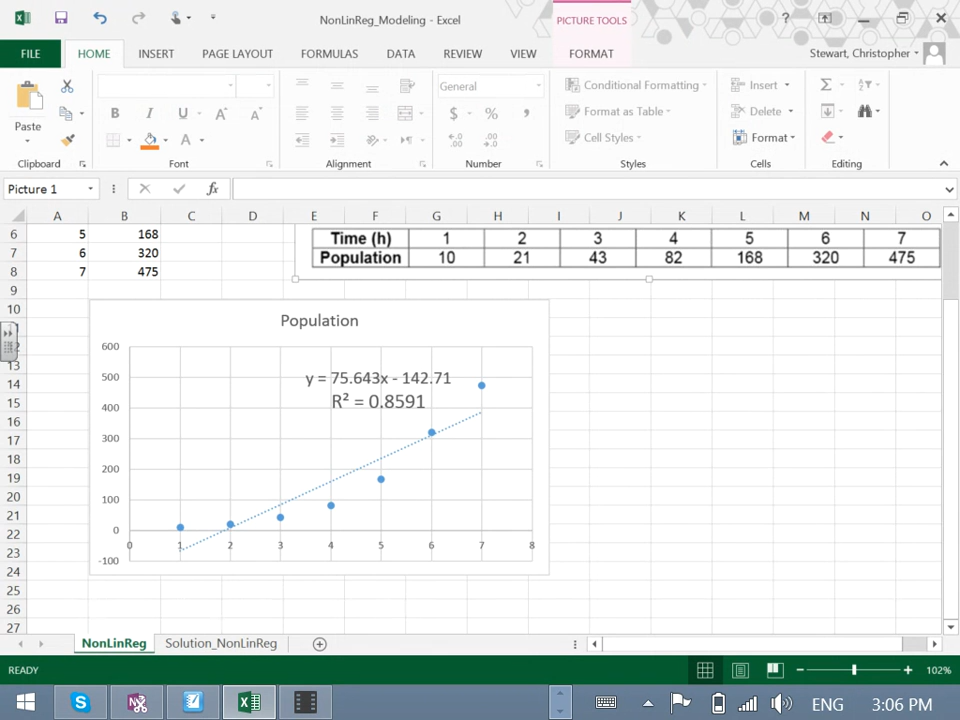 NonLinReg_Modeling - Excel
PICTURE TOOLS
?
FILE HOME INSERT PAGE LAYOUT FORMULAS DATA REVIEW VIEW FORMAT
Stewart, Christopher
Paste
B I U A A
A
General
$ % ,
Conditional Formatting
Format as Table
Cell Styles
Insert
Delete
Format
Clipboard Font Alignment Number Styles Cells Editing
Picture 1
fx
A B C D E F G H I J K L M N O
6 5 168
7 6 320
8 7 475
Time (h) 1 2 3 4 5 6 7
Population 10 21 43 82 168 320 475
9
10
12
13
14
15
16
17
18
19
20
21
22
23
24
25
26
27
Population
600
500
400
300
200
100
0
-100
y = 75.643x - 142.71
R² = 0.8591
0 1 2 3 4 5 6 7 8
NonLinReg Solution_NonLinReg
READY
102%
ENG 3:06 PM